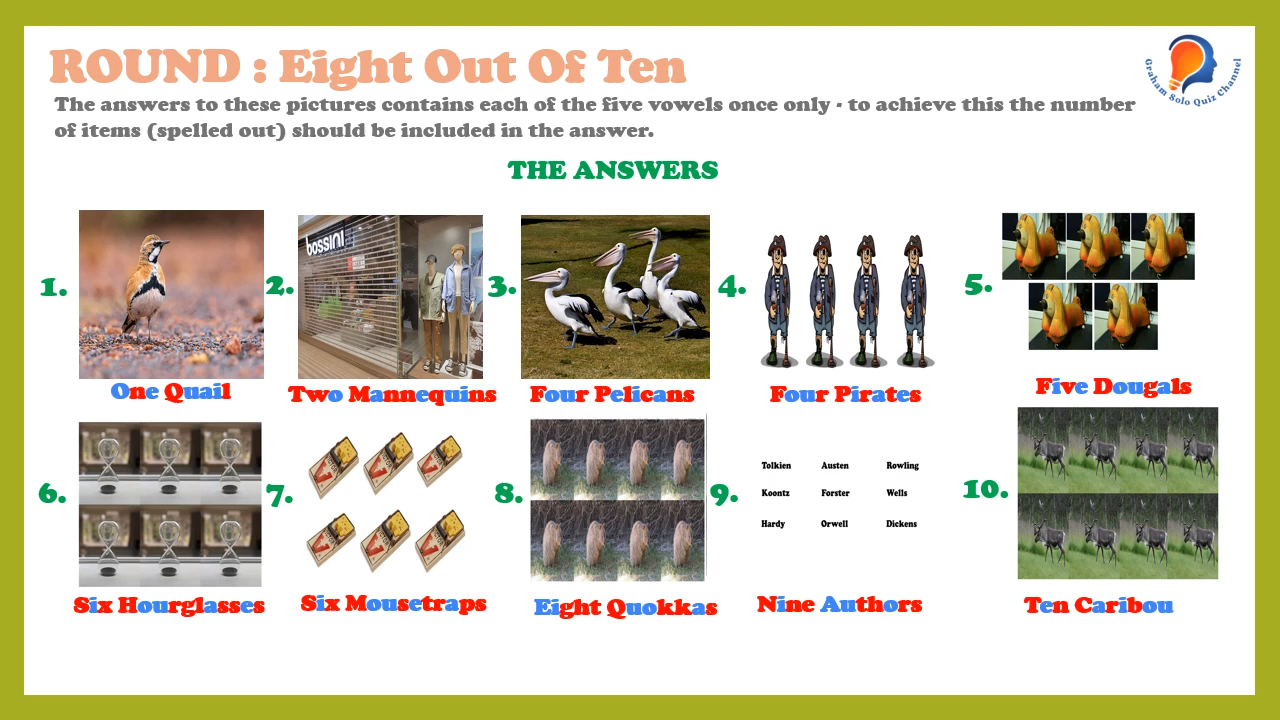 ROUND : Eight Out Of Ten
The answers to these pictures contains each of the five vowels once only - to achieve this the number
of items (spelled out) should be included in the answer.
Graham Solo Quiz Channel
THE ANSWERS
bossini
1.
2.
3.
4.
5.
One Quail
Two Mannequins
Four Pelicans
Four Pirates
Five Dougals
6.
7.
8.
9.
10.
Tolkien Austen Rowling
Koontz Forster Wells
Hardy Orwell Dickens
Six Hourglasses
Six Mousetraps
Eight Quokkas
Nine Authors
Ten Caribou